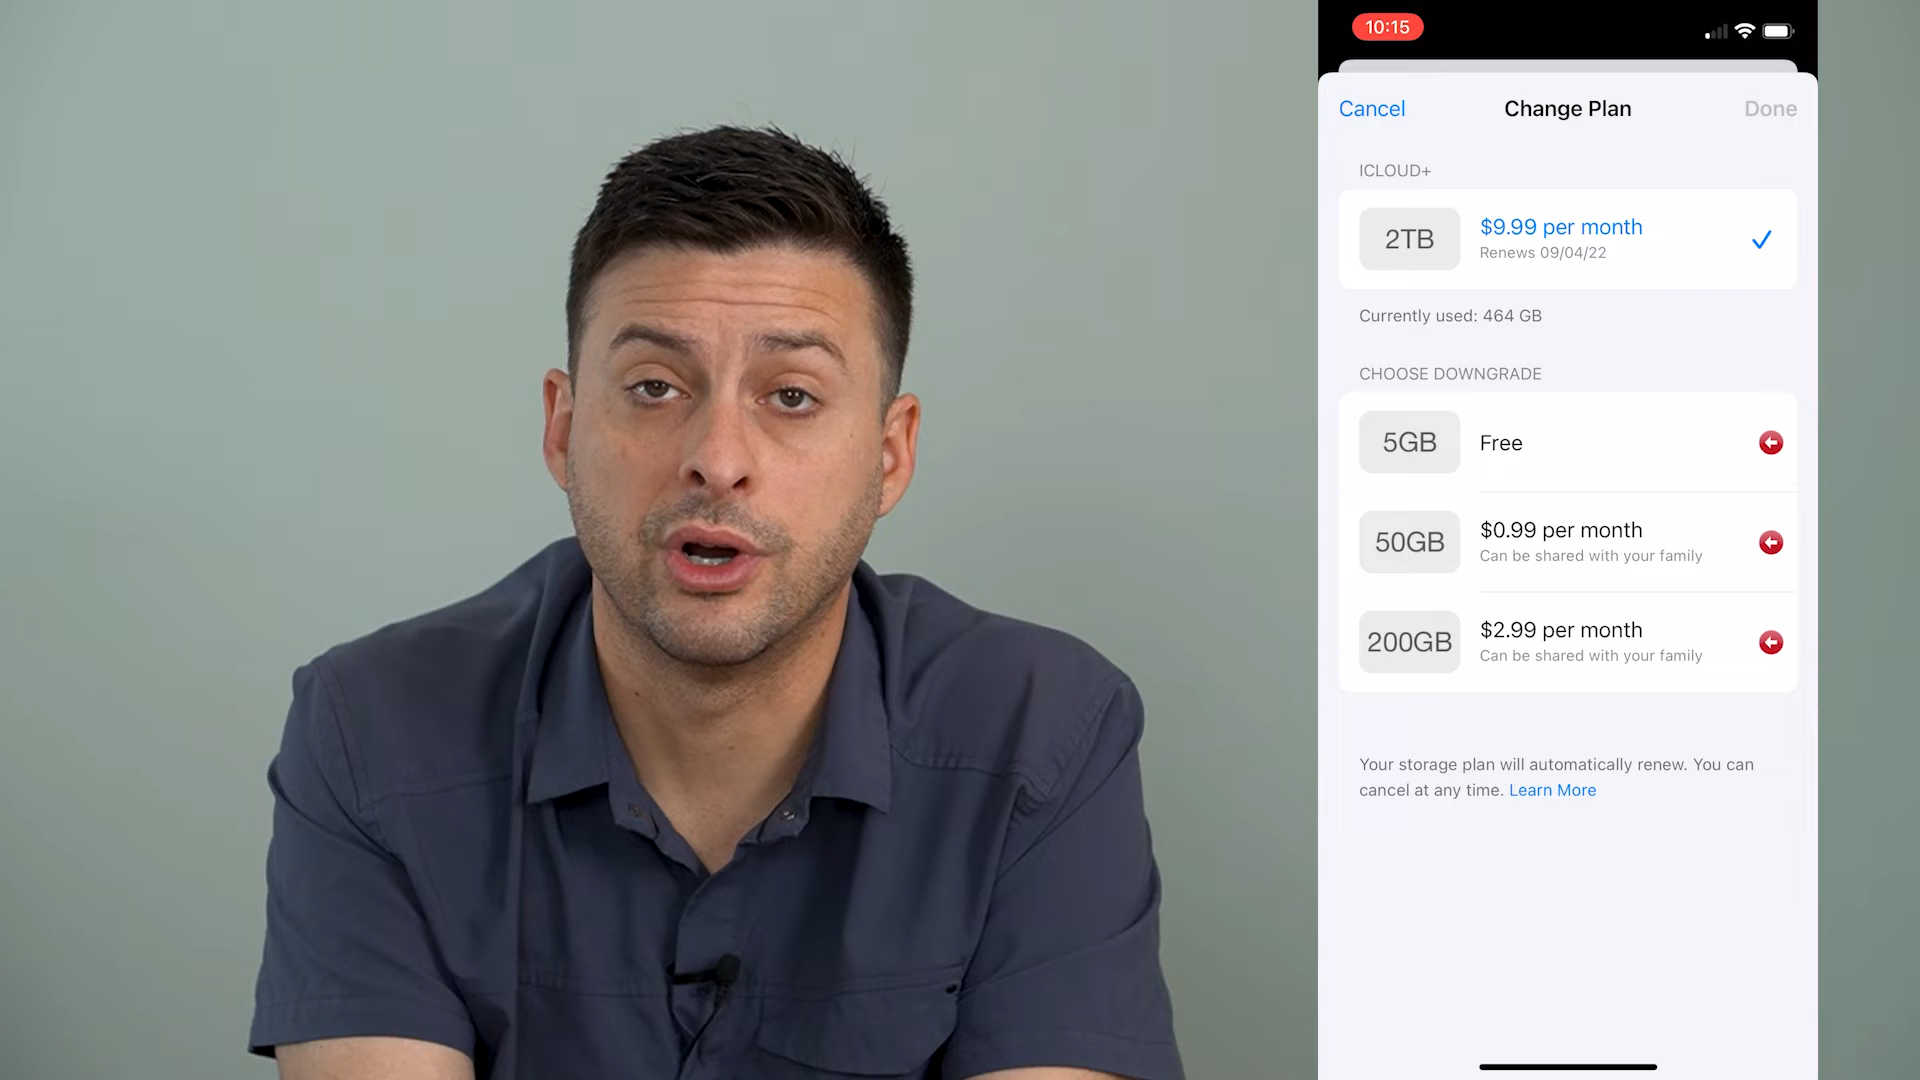 10:15
Cancel
Change Plan
Done
ICLOUD+
2TB
$9.99 per month
Renews 09/04/22
Currently used: 464 GB
CHOOSE DOWNGRADE
5GB
Free
50GB
$0.99 per month
Can be shared with your family
200GB
$2.99 per month
Can be shared with your family
Your storage plan will automatically renew. You can
cancel at any time. Learn More